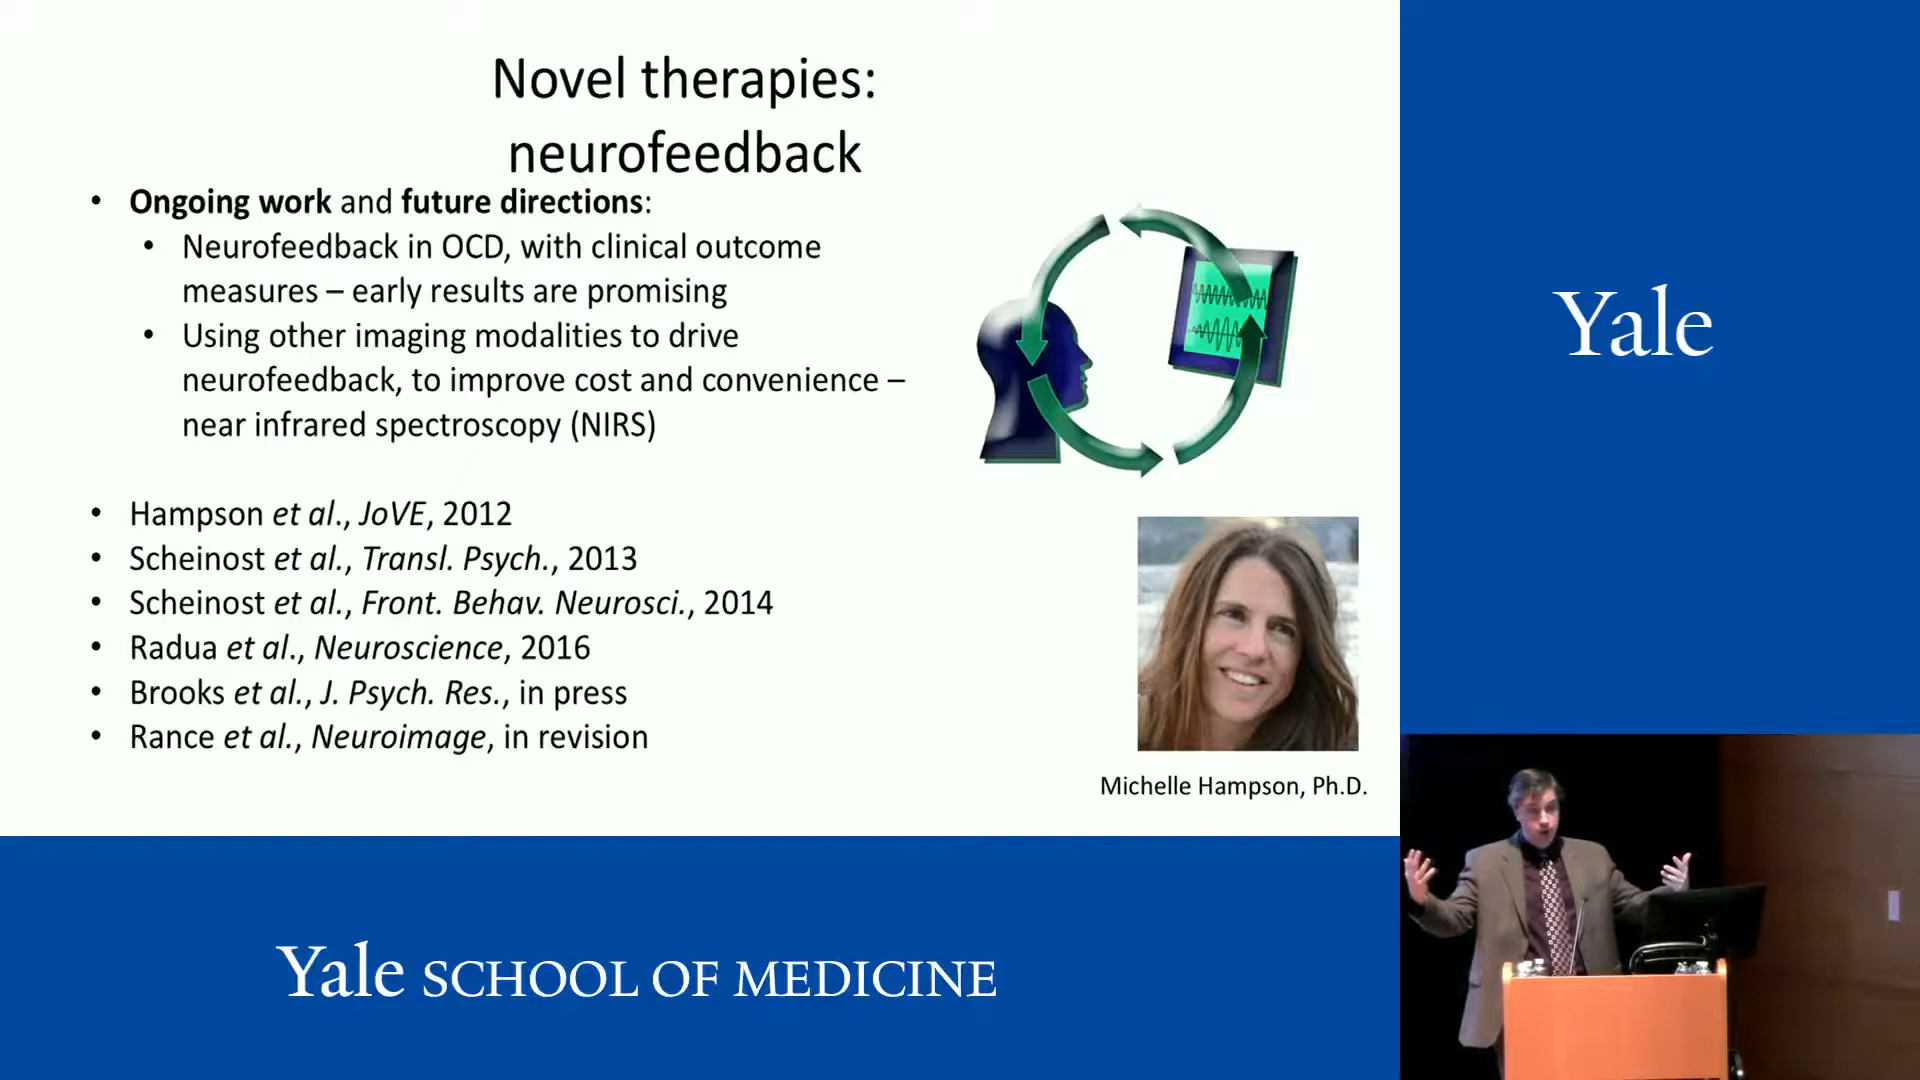 Novel therapies:
neurofeedback
• Ongoing work and future directions:
• Neurofeedback in OCD, with clinical outcome
measures – early results are promising
• Using other imaging modalities to drive
neurofeedback, to improve cost and convenience –
near infrared spectroscopy (NIRS)
• Hampson et al., JoVE, 2012
• Scheinost et al., Transl. Psych., 2013
• Scheinost et al., Front. Behav. Neurosci., 2014
• Radua et al., Neuroscience, 2016
• Brooks et al., J. Psych. Res., in press
• Rance et al., Neuroimage, in revision
Michelle Hampson, Ph.D.
Yale
Yale SCHOOL OF MEDICINE